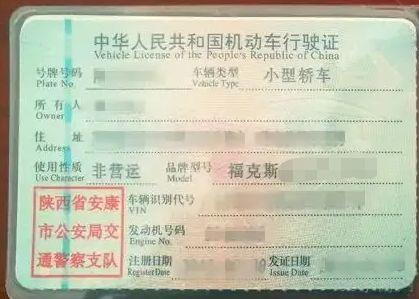 中华人民共和国机动车行驶证
Vehicle License of the People's Republic of China
号牌号码 车辆类型 小型轿车
Plate No. Vehicle Type
所有人
Owner
住址
Address
使用性质 非营运 品牌型号 福克斯
Use Character Model
陕西省安康 车辆识别代号
VIN
市公安局交 发动机号码
Engine No.
通警察支队 注册日期 发证日期
Register Date Issue Date